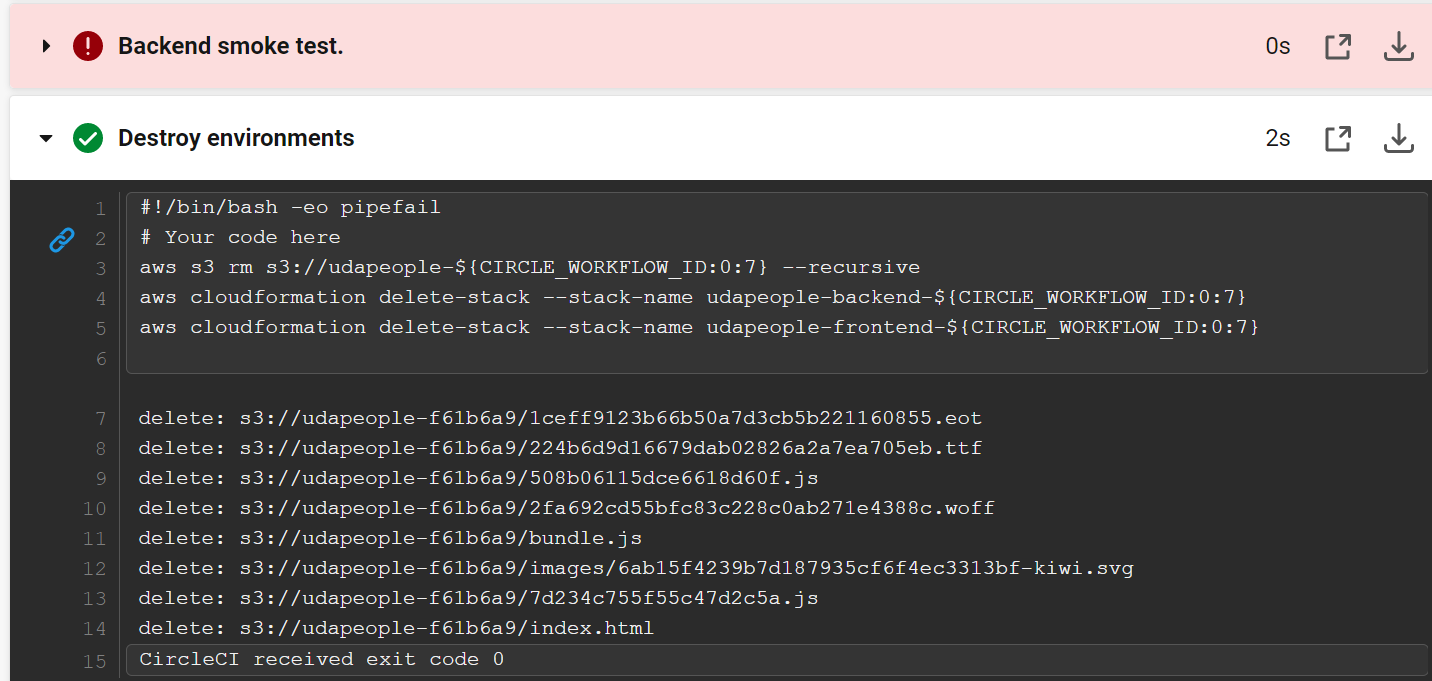 Backend smoke test.
0s
Destroy environments
2s
1 #!/bin/bash -eo pipefail
2 # Your code here
3 aws s3 rm s3://udapeople-${CIRCLE_WORKFLOW_ID:0:7} --recursive
4 aws cloudformation delete-stack --stack-name udapeople-backend-${CIRCLE_WORKFLOW_ID:0:7}
5 aws cloudformation delete-stack --stack-name udapeople-frontend-${CIRCLE_WORKFLOW_ID:0:7}
6
7 delete: s3://udapeople-f61b6a9/1ceff9123b66b50a7d3cb5b221160855.eot
8 delete: s3://udapeople-f61b6a9/224b6d9d16679dab02826a2a7ea705eb.ttf
9 delete: s3://udapeople-f61b6a9/508b06115dce6618d60f.js
10 delete: s3://udapeople-f61b6a9/2fa692cd55bfc83c228c0ab271e4388c.woff
11 delete: s3://udapeople-f61b6a9/bundle.js
12 delete: s3://udapeople-f61b6a9/images/6ab15f4239b7d187935cf6f4ec3313bf-kiwi.svg
13 delete: s3://udapeople-f61b6a9/7d234c755f55c47d2c5a.js
14 delete: s3://udapeople-f61b6a9/index.html
15 CircleCI received exit code 0